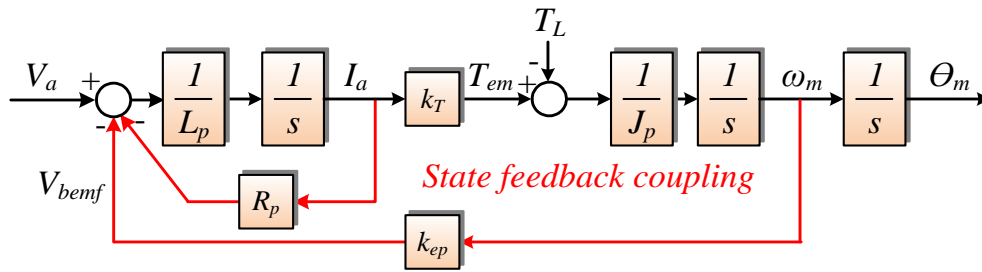 T_L
V_a + 1/L_p 1/s I_a k_T T_em + - 1/J_p 1/s ω_m 1/s Θ_m
- -
State feedback coupling
V_bemf R_p
k_ep